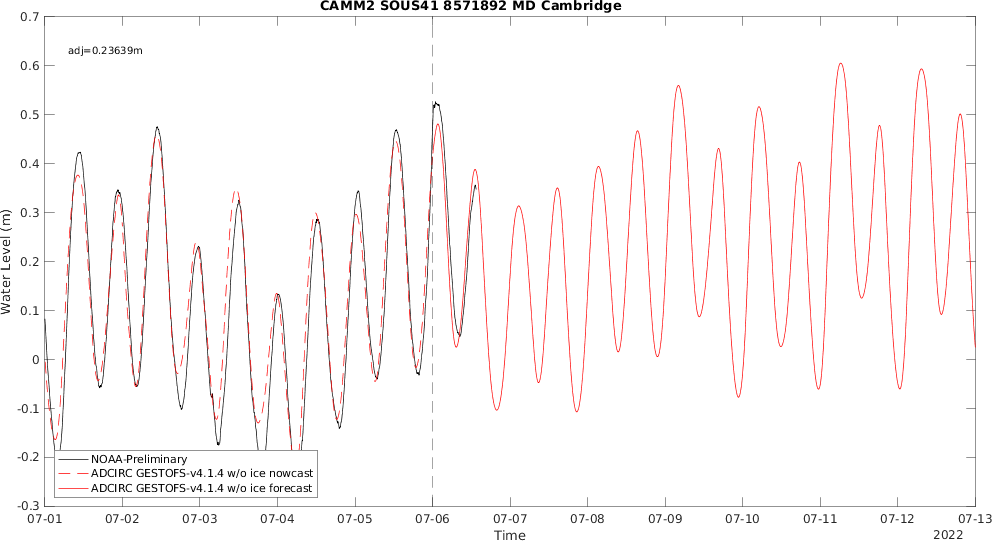 CAMM2 SOUS41 8571892 MD Cambridge
0.7
0.6
0.5
0.4
0.3
0.2
0.1
0
-0.1
-0.2
-0.3
Water Level (m)
adj=0.23639m
NOAA-Preliminary
ADCIRC GESTOFS-v4.1.4 w/o ice nowcast
ADCIRC GESTOFS-v4.1.4 w/o ice forecast
07-01 07-02 07-03 07-04 07-05 07-06 07-07 07-08 07-09 07-10 07-11 07-12 07-13
Time
2022